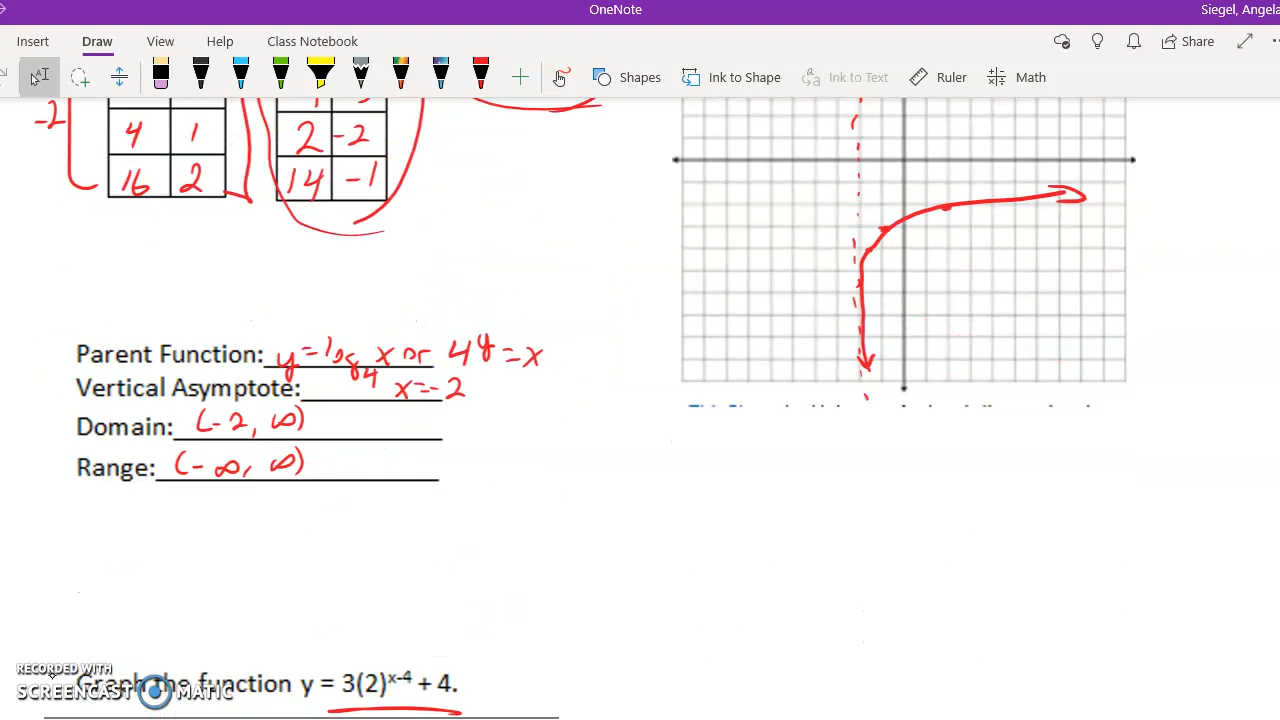 OneNote
Siegel, Angela
Insert Draw View Help Class Notebook
Share
Shapes Ink to Shape Ink to Text Ruler Math
-2
4 1
16 2
2 -2
14 -1
Parent Function: y = log₄ x or 4ʸ = x
Vertical Asymptote: x = -2
Domain: (-2, ∞)
Range: (-∞, ∞)
Graph the function y = 3(2)ˣ⁻⁴ + 4.
RECORDED WITH
SCREENCAST MATIC